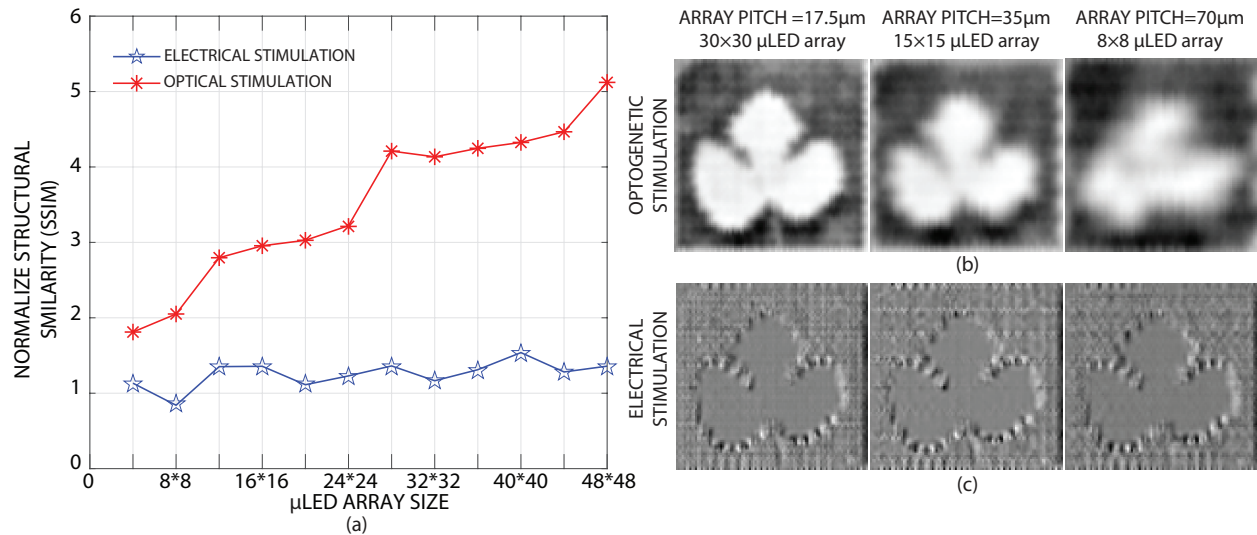 6
5
4
3
2
1
0
NORMALIZE STRUCTURAL
SMILARITY (SSIM)
ELECTRICAL STIMULATION
OPTICAL STIMULATION
0 8*8 16*16 24*24 32*32 40*40 48*48
µLED ARRAY SIZE
(a)
ARRAY PITCH =17.5µm
30×30 µLED array
ARRAY PITCH=35µm
15×15 µLED array
ARRAY PITCH=70µm
8×8 µLED array
OPTOGENETIC
STIMULATION
(b)
ELECTRICAL
STIMULATION
(c)